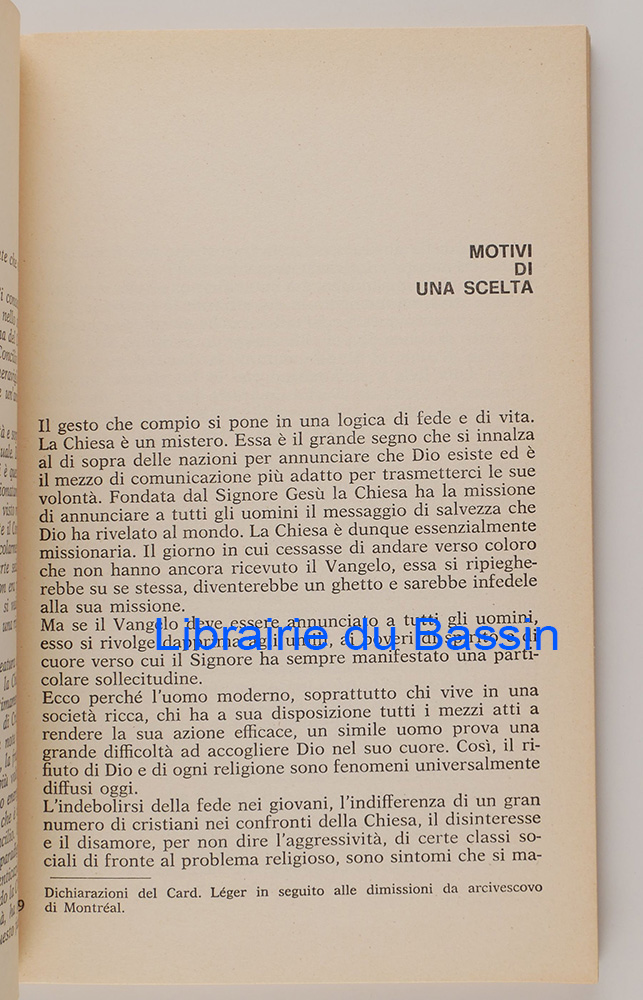 MOTIVI
DI
UNA SCELTA
Il gesto che compio si pone in una logica di fede e di vita.
La Chiesa è un mistero. Essa è il grande segno che si innalza
al di sopra delle nazioni per annunciare che Dio esiste ed è
il mezzo di comunicazione più adatto per trasmetterci le sue
volontà. Fondata dal Signore Gesù la Chiesa ha la missione
di annunciare a tutti gli uomini il messaggio di salvezza che
Dio ha rivelato al mondo. La Chiesa è dunque essenzialmente
missionaria. Il giorno in cui cessasse di andare verso coloro
che non hanno ancora ricevuto il Vangelo, essa si ripieghe-
rebbe su se stessa, diventerebbe un ghetto e sarebbe infedele
alla sua missione.
Ma se il Vangelo deve essere annunciato a tutti gli uomini,
esso si rivolge dapprima agli umili, ai poveri di spirito e di
cuore verso cui il Signore ha sempre manifestato una parti-
colare sollecitudine.
Ecco perché l'uomo moderno, soprattutto chi vive in una
società ricca, chi ha a sua disposizione tutti i mezzi atti a
rendere la sua azione efficace, un simile uomo prova una
grande difficoltà ad accogliere Dio nel suo cuore. Così, il ri-
fiuto di Dio e di ogni religione sono fenomeni universalmente
diffusi oggi.
L'indebolirsi della fede nei giovani, l'indifferenza di un gran
numero di cristiani nei confronti della Chiesa, il disinteresse
e il disamore, per non dire l'aggressività, di certe classi so-
ciali di fronte al problema religioso, sono sintomi che si ma-
Dichiarazioni del Card. Léger in seguito alle dimissioni da arcivescovo
di Montréal.
9
Librairie du Bassin